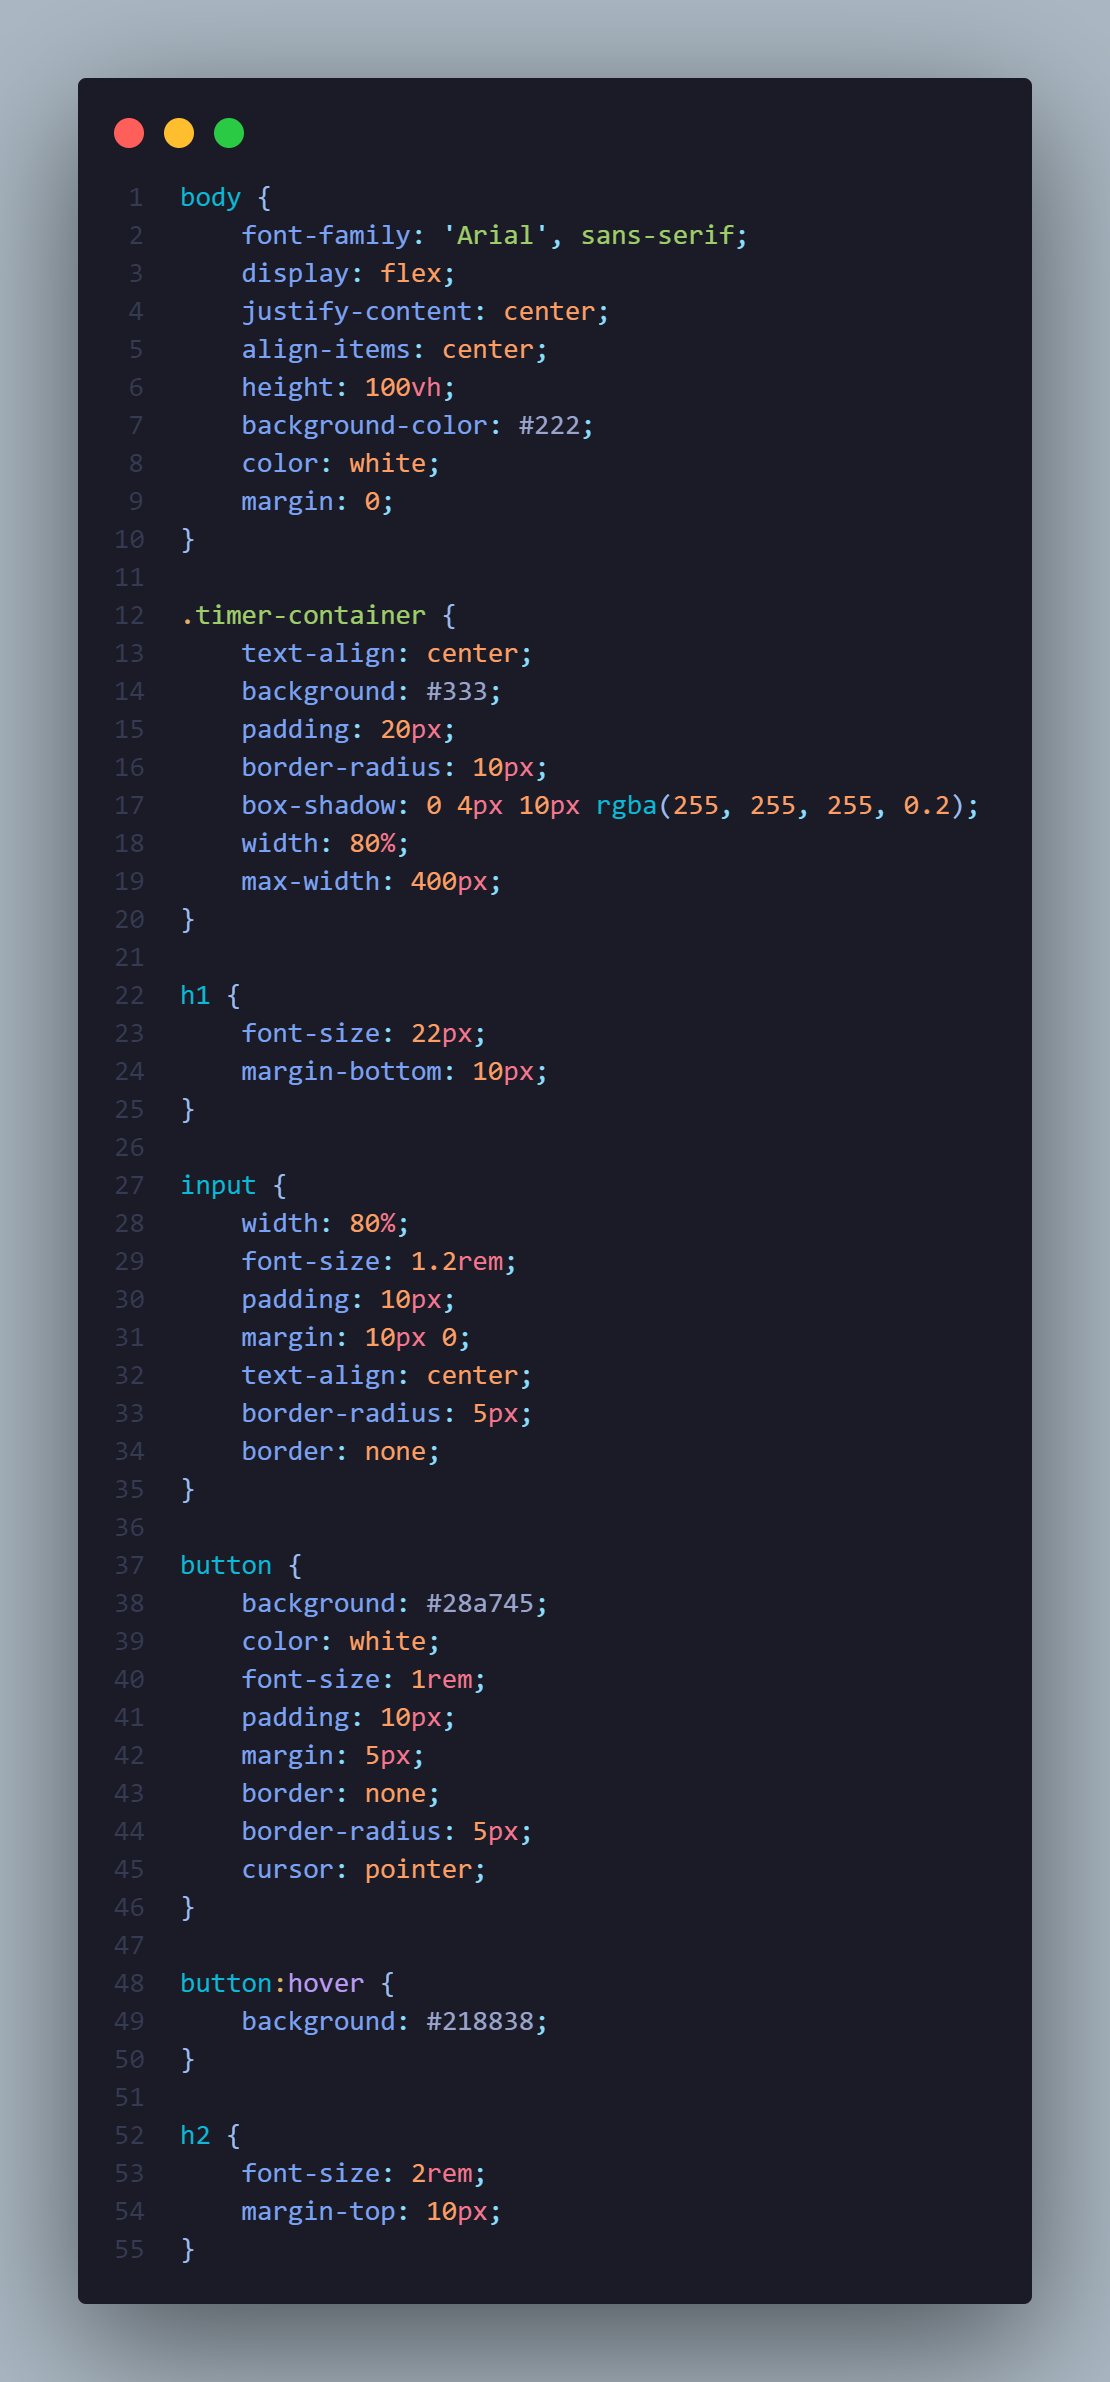 1 body {
2     font-family: 'Arial', sans-serif;
3     display: flex;
4     justify-content: center;
5     align-items: center;
6     height: 100vh;
7     background-color: #222;
8     color: white;
9     margin: 0;
10 }
11
12 .timer-container {
13     text-align: center;
14     background: #333;
15     padding: 20px;
16     border-radius: 10px;
17     box-shadow: 0 4px 10px rgba(255, 255, 255, 0.2);
18     width: 80%;
19     max-width: 400px;
20 }
21
22 h1 {
23     font-size: 22px;
24     margin-bottom: 10px;
25 }
26
27 input {
28     width: 80%;
29     font-size: 1.2rem;
30     padding: 10px;
31     margin: 10px 0;
32     text-align: center;
33     border-radius: 5px;
34     border: none;
35 }
36
37 button {
38     background: #28a745;
39     color: white;
40     font-size: 1rem;
41     padding: 10px;
42     margin: 5px;
43     border: none;
44     border-radius: 5px;
45     cursor: pointer;
46 }
47
48 button:hover {
49     background: #218838;
50 }
51
52 h2 {
53     font-size: 2rem;
54     margin-top: 10px;
55 }